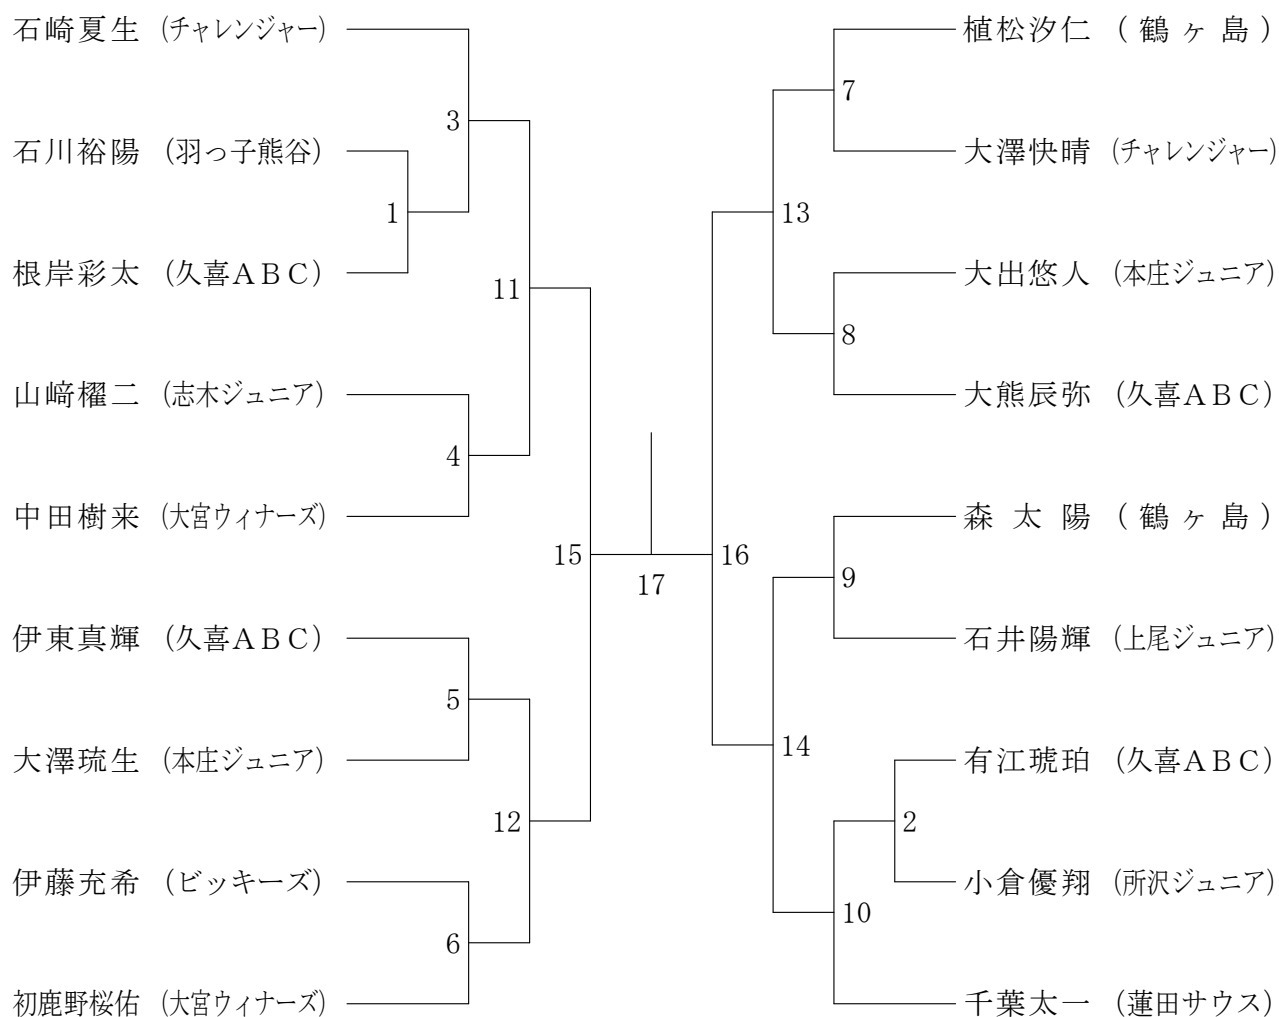 石崎夏生 (チャレンジャー)
3
石川裕陽 (羽っ子熊谷)
1
根岸彩太 (久喜ABC)
11
山﨑櫂二 (志木ジュニア)
4
中田樹来 (大宮ウィナーズ)
15
伊東真輝 (久喜ABC)
5
大澤琉生 (本庄ジュニア)
12
伊藤充希 (ビッキーズ)
6
初鹿野桜佑 (大宮ウィナーズ)
17
植松汐仁 (鶴ヶ島)
7
大澤快晴 (チャレンジャー)
13
大出悠人 (本庄ジュニア)
8
大熊辰弥 (久喜ABC)
16
森太陽 (鶴ヶ島)
9
石井陽輝 (上尾ジュニア)
14
有江琥珀 (久喜ABC)
2
小倉優翔 (所沢ジュニア)
10
千葉太一 (蓮田サウス)